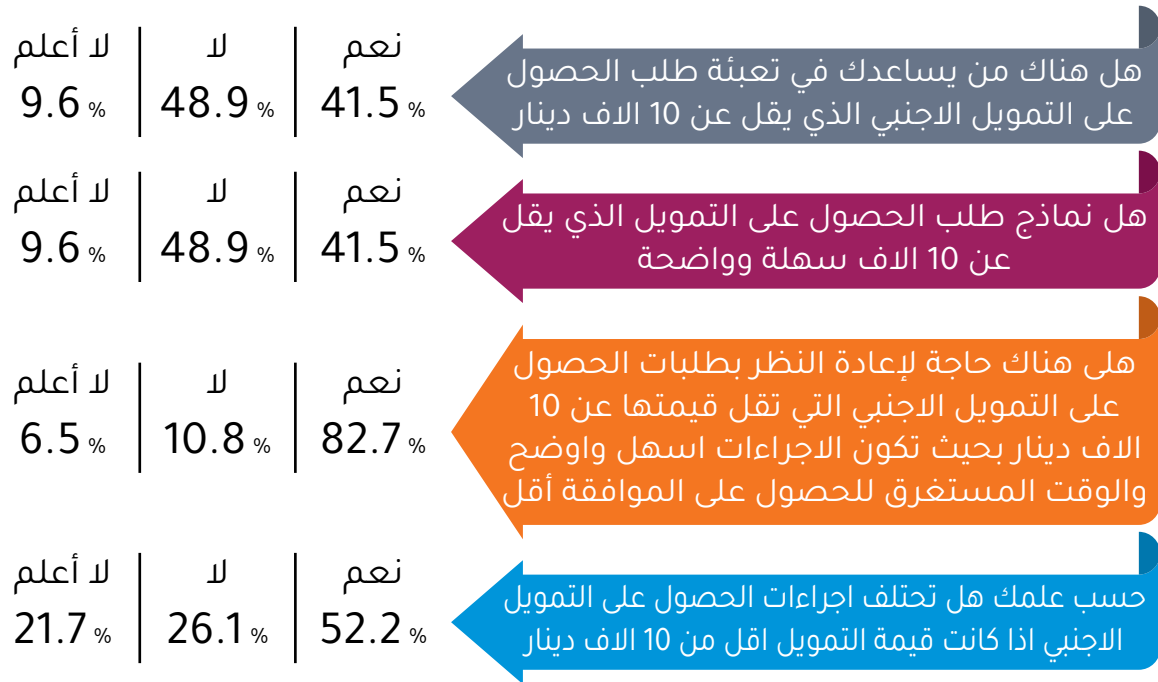 هل هناك من يساعدك في تعبئة طلب الحصول
على التمويل الاجنبي الذي يقل عن 10 الاف دينار
نعم لا لا أعلم
41.5 % 48.9 % 9.6 %
هل نماذج طلب الحصول على التمويل الذي يقل
عن 10 الاف سهلة وواضحة
نعم لا لا أعلم
41.5 % 48.9 % 9.6 %
هلى هناك حاجة لإعادة النظر بطلبات الحصول
على التمويل الاجنبي التي تقل قيمتها عن 10
الاف دينار بحيث تكون الاجراءات اسهل واوضح
والوقت المستغرق للحصول على الموافقة أقل
نعم لا لا أعلم
82.7 % 10.8 % 6.5 %
حسب علمك هل تحتلف اجراءات الحصول على التمويل
الاجنبي اذا كانت قيمة التمويل اقل من 10 الاف دينار
نعم لا لا أعلم
52.2 % 26.1 % 21.7 %